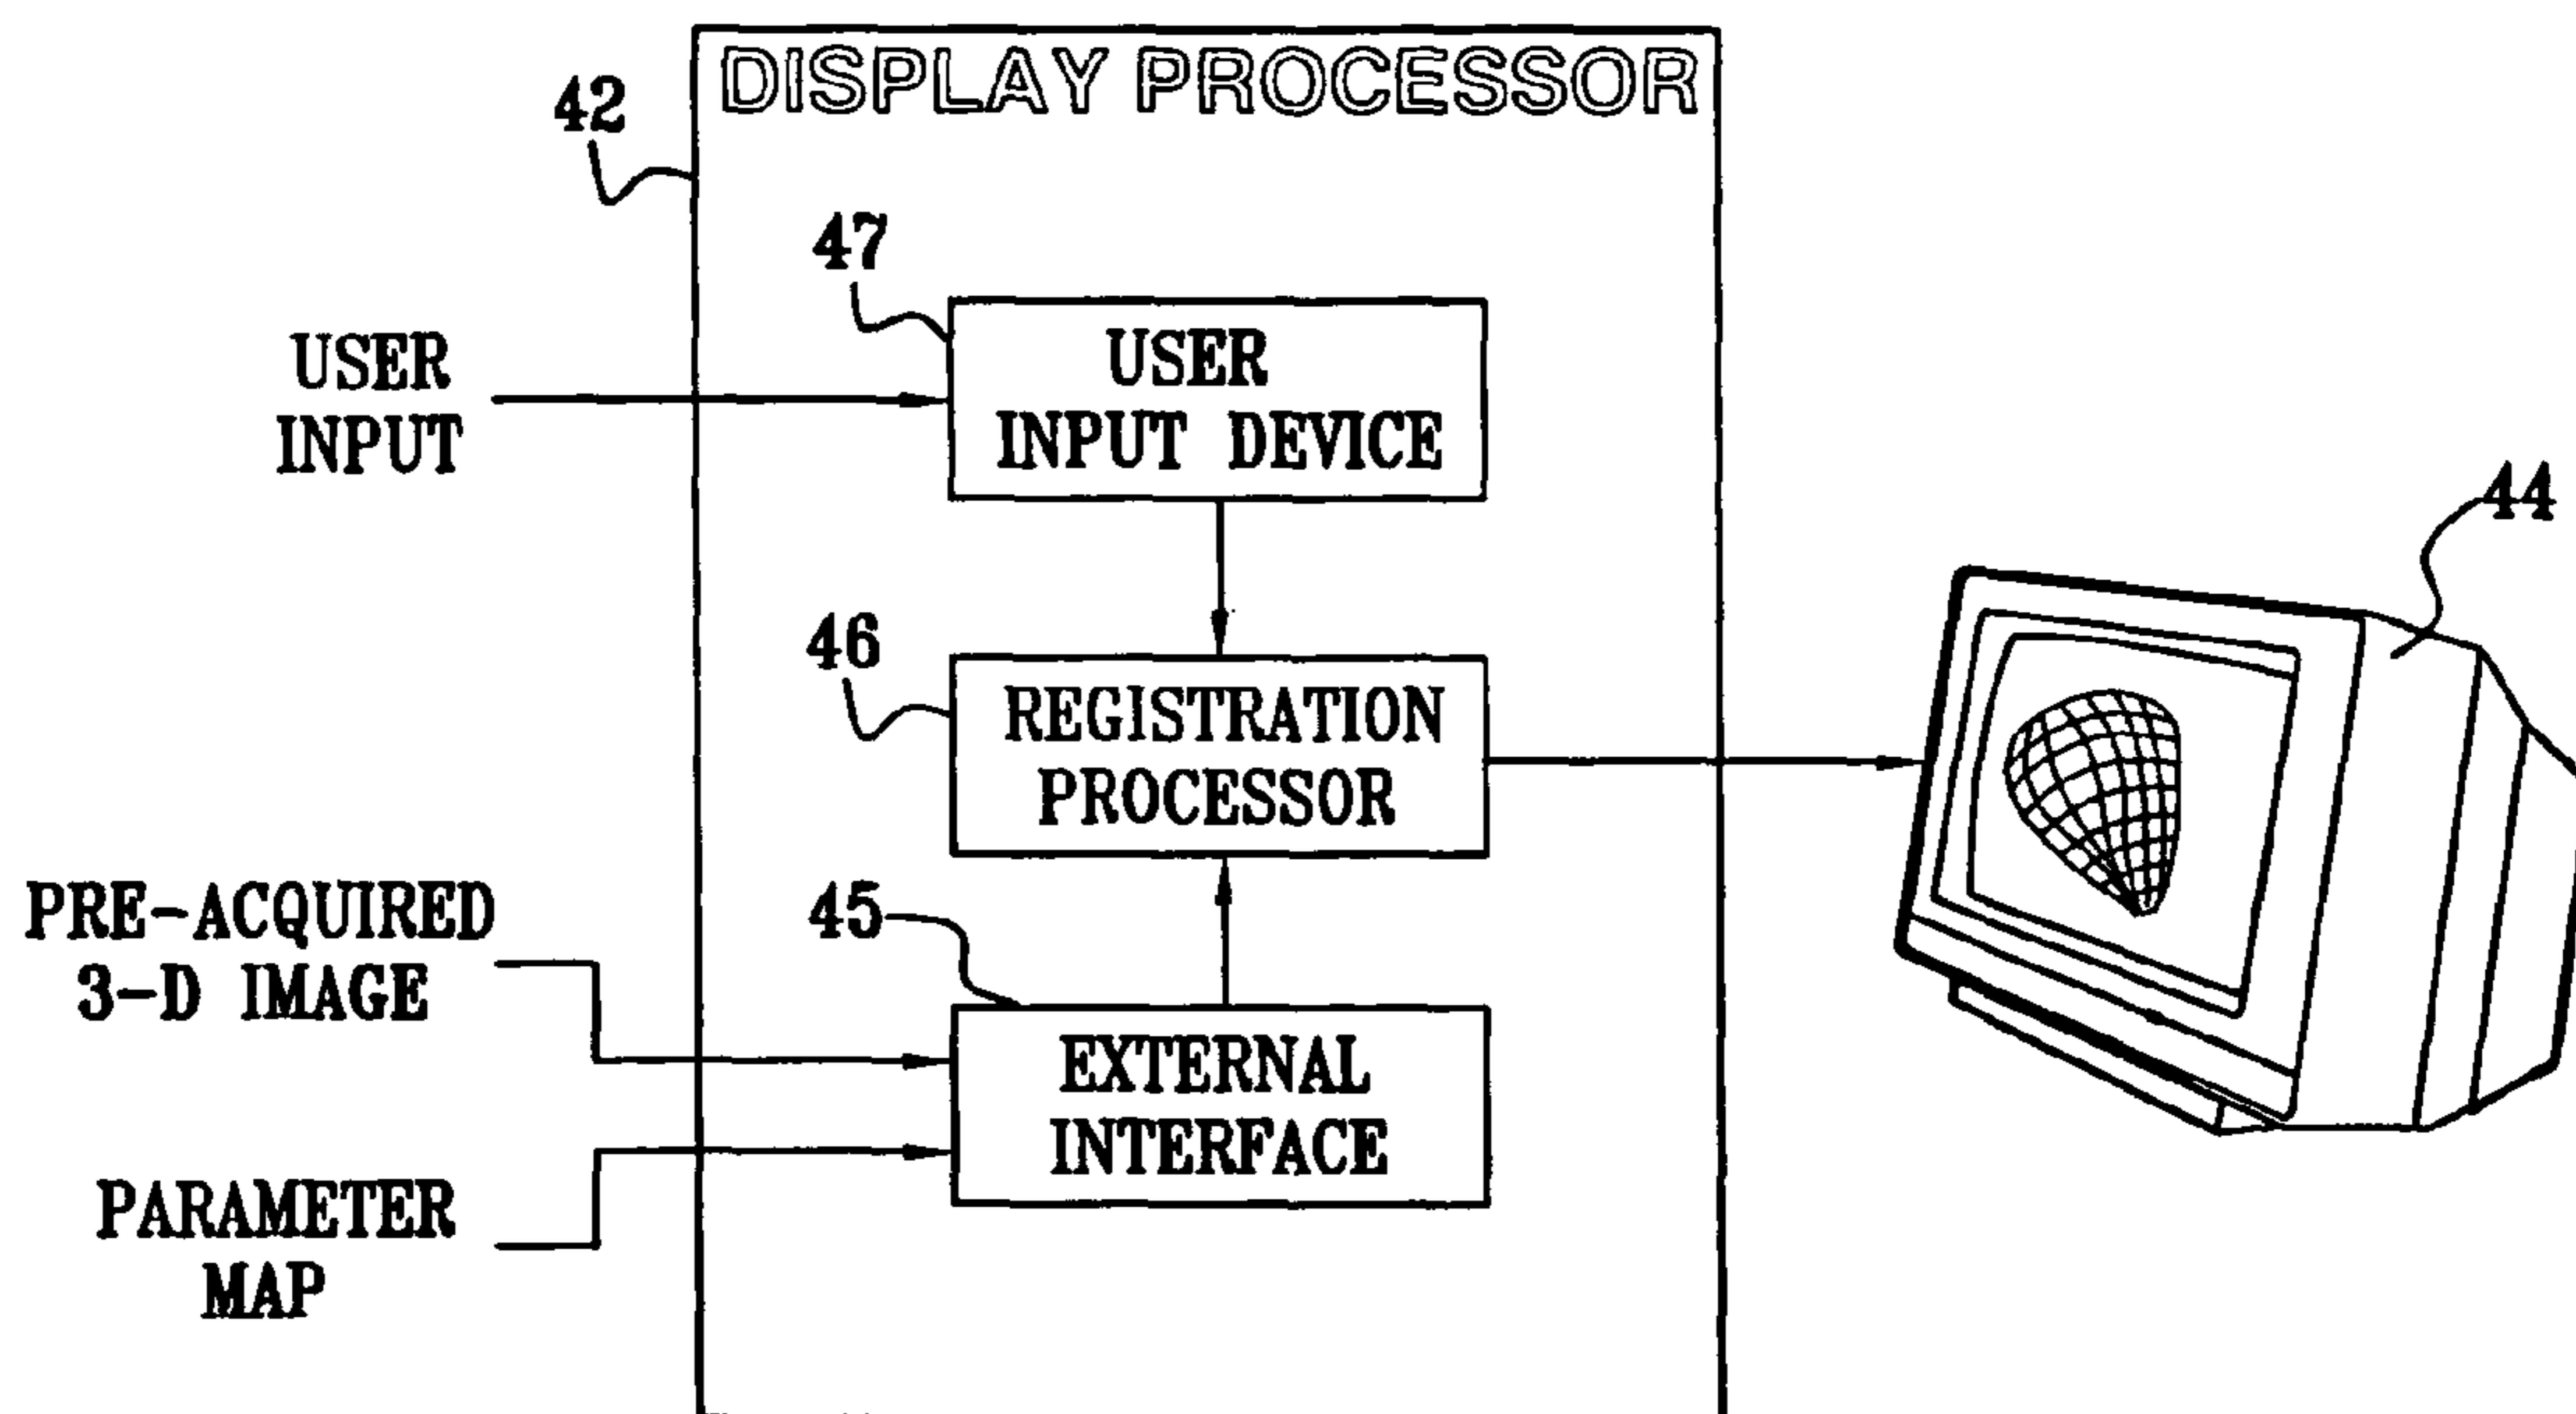 DISPLAY PROCESSOR
42
47
USER
INPUT
USER
INPUT DEVICE
44
46
REGISTRATION
PROCESSOR
PRE-ACQUIRED
3-D IMAGE
45
EXTERNAL
INTERFACE
PARAMETER
MAP